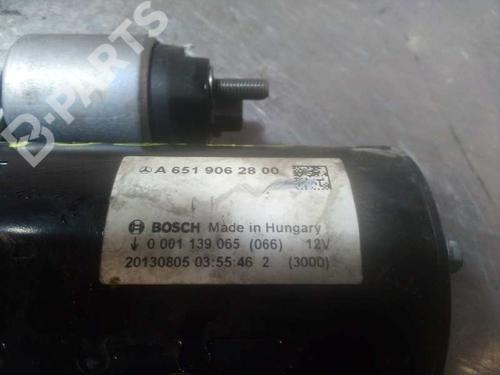 B-PARTS
A 651 906 28 00
BOSCH Made in Hungary
0 001 139 065 (066) 12V
20130805 03:55:46 2 (3000)